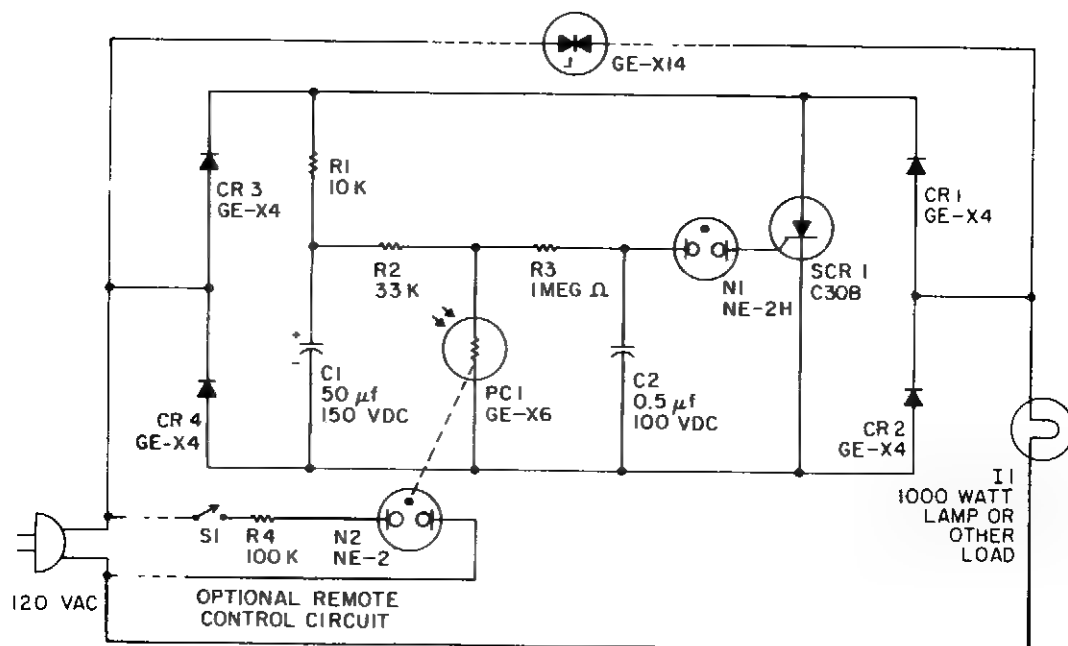 GE-X14
R1
10K
CR 3
GE-X4
CR 1
GE-X4
R2
33 K
R3
1 MEG Ω
N1
NE-2H
SCR 1
C30B
+
-
C1
50 μf
150 VDC
PC1
GE-X6
C2
0.5 μf
100 VDC
CR 4
GE-X4
CR 2
GE-X4
S1
R4
100 K
N2
NE-2
I1
1000 WATT
LAMP OR
OTHER
LOAD
120 VAC
OPTIONAL REMOTE
CONTROL CIRCUIT